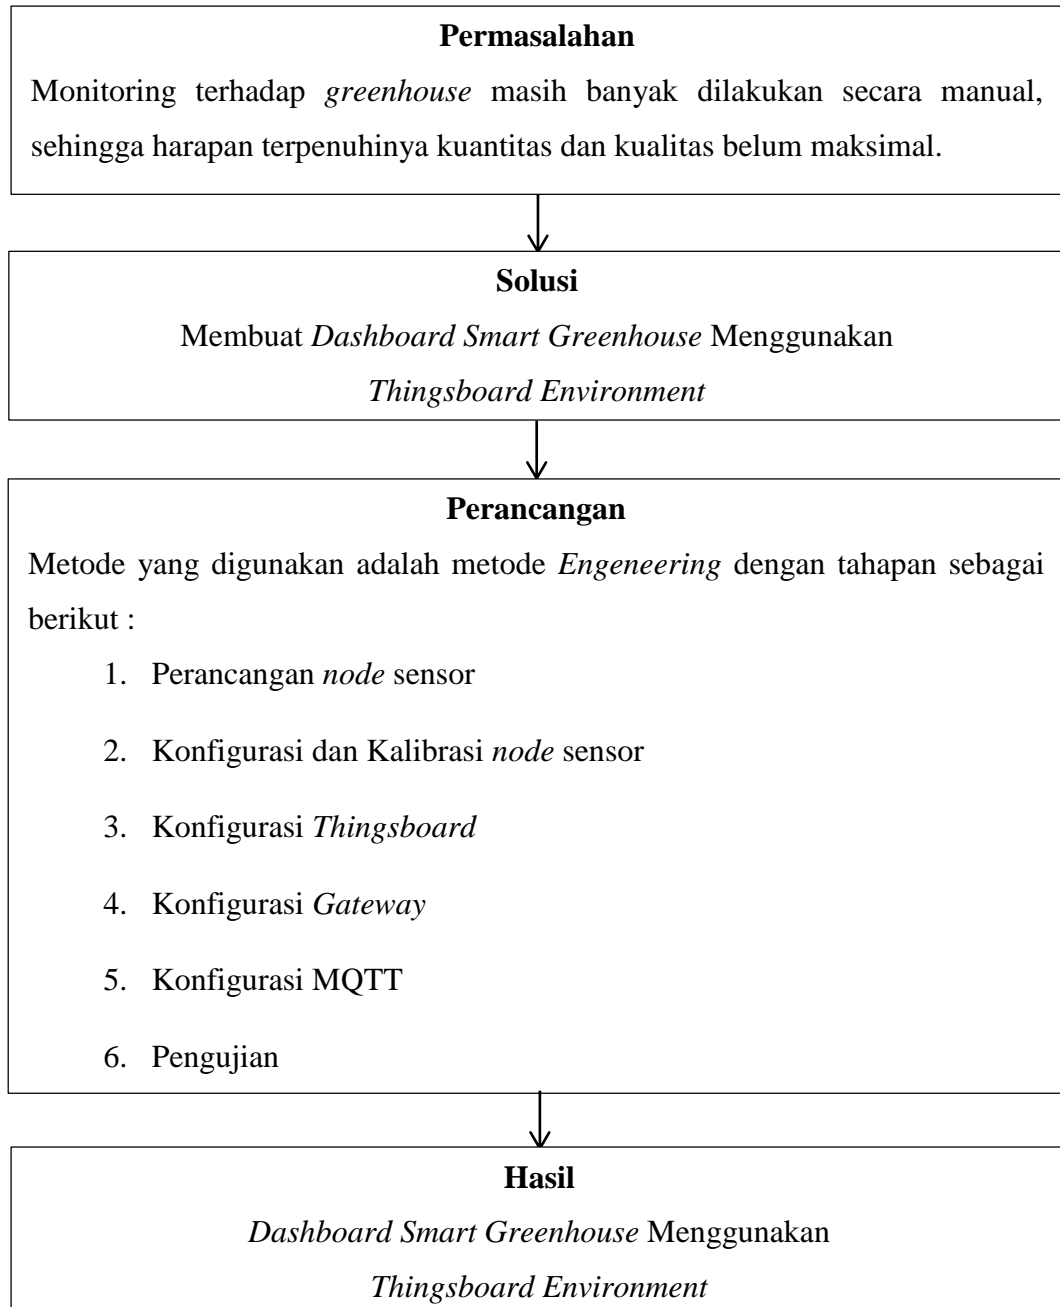 Permasalahan
Monitoring terhadap greenhouse masih banyak dilakukan secara manual,
sehingga harapan terpenuhinya kuantitas dan kualitas belum maksimal.
Solusi
Membuat Dashboard Smart Greenhouse Menggunakan
Thingsboard Environment
Perancangan
Metode yang digunakan adalah metode Engeneering dengan tahapan sebagai
berikut :
1. Perancangan node sensor
2. Konfigurasi dan Kalibrasi node sensor
3. Konfigurasi Thingsboard
4. Konfigurasi Gateway
5. Konfigurasi MQTT
6. Pengujian
Hasil
Dashboard Smart Greenhouse Menggunakan
Thingsboard Environment